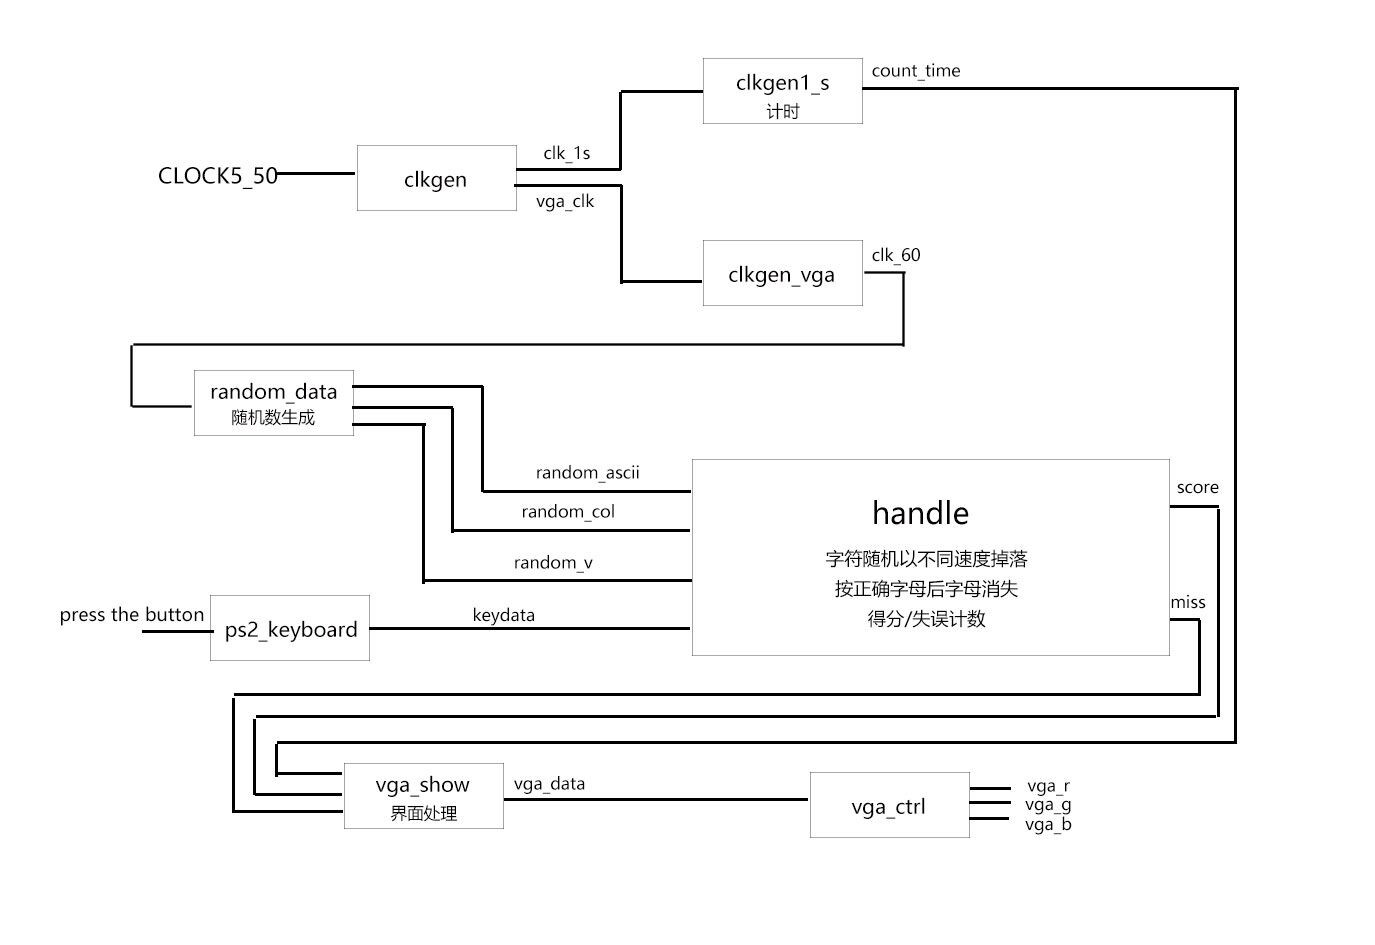 clkgen1_s
计时
count_time
CLOCK5_50
clkgen
clk_1s
vga_clk
clkgen_vga
clk_60
random_data
随机数生成
random_ascii
random_col
random_v
handle
字符随机以不同速度掉落
按正确字母后字母消失
得分/失误计数
score
miss
press the button
ps2_keyboard
keydata
vga_show
界面处理
vga_data
vga_ctrl
vga_r
vga_g
vga_b